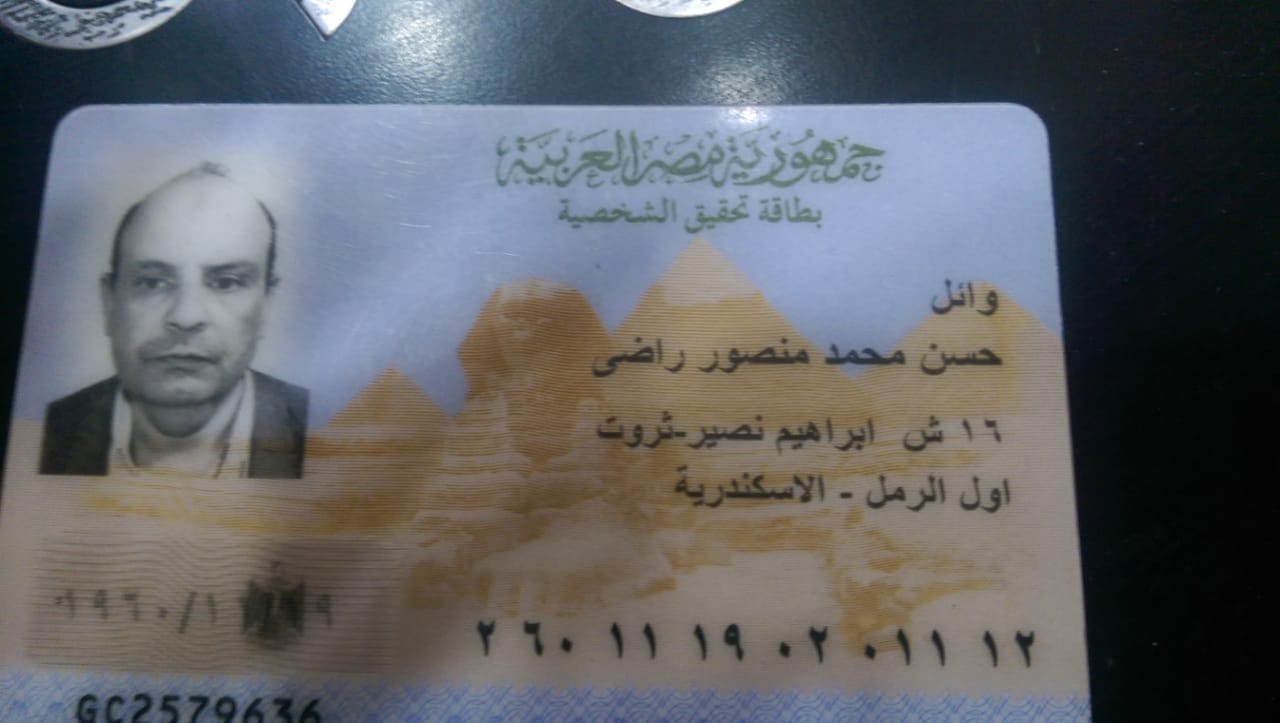 جمهورية مصر العربية
بطاقة تحقيق الشخصية
وائل
حسن محمد منصور راضى
١٦ ش ابراهيم نصير-ثروت
اول الرمل - الاسكندرية
٢ ٦٠ ١١ ١٩ ٠٢ ٠١١ ١٢
GC2579636